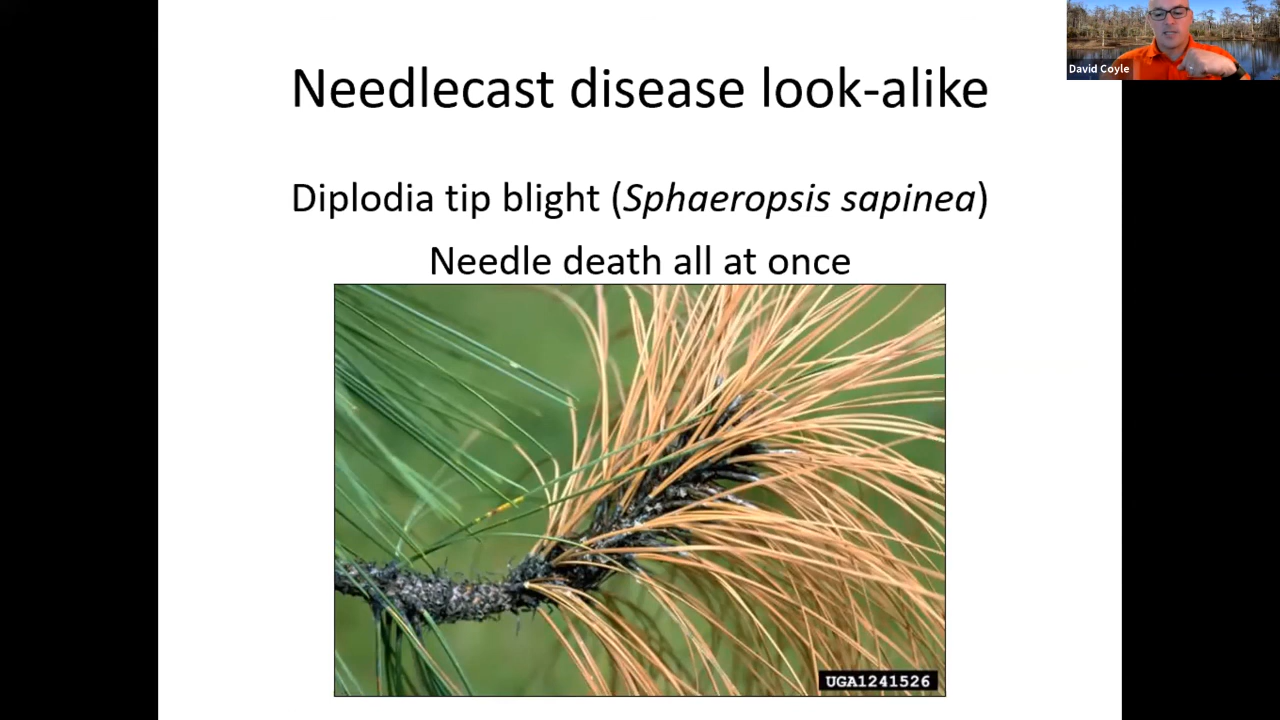 David Coyle
Needlecast disease look-alike
Diplodia tip blight (Sphaeropsis sapinea)
Needle death all at once
UGA1241526